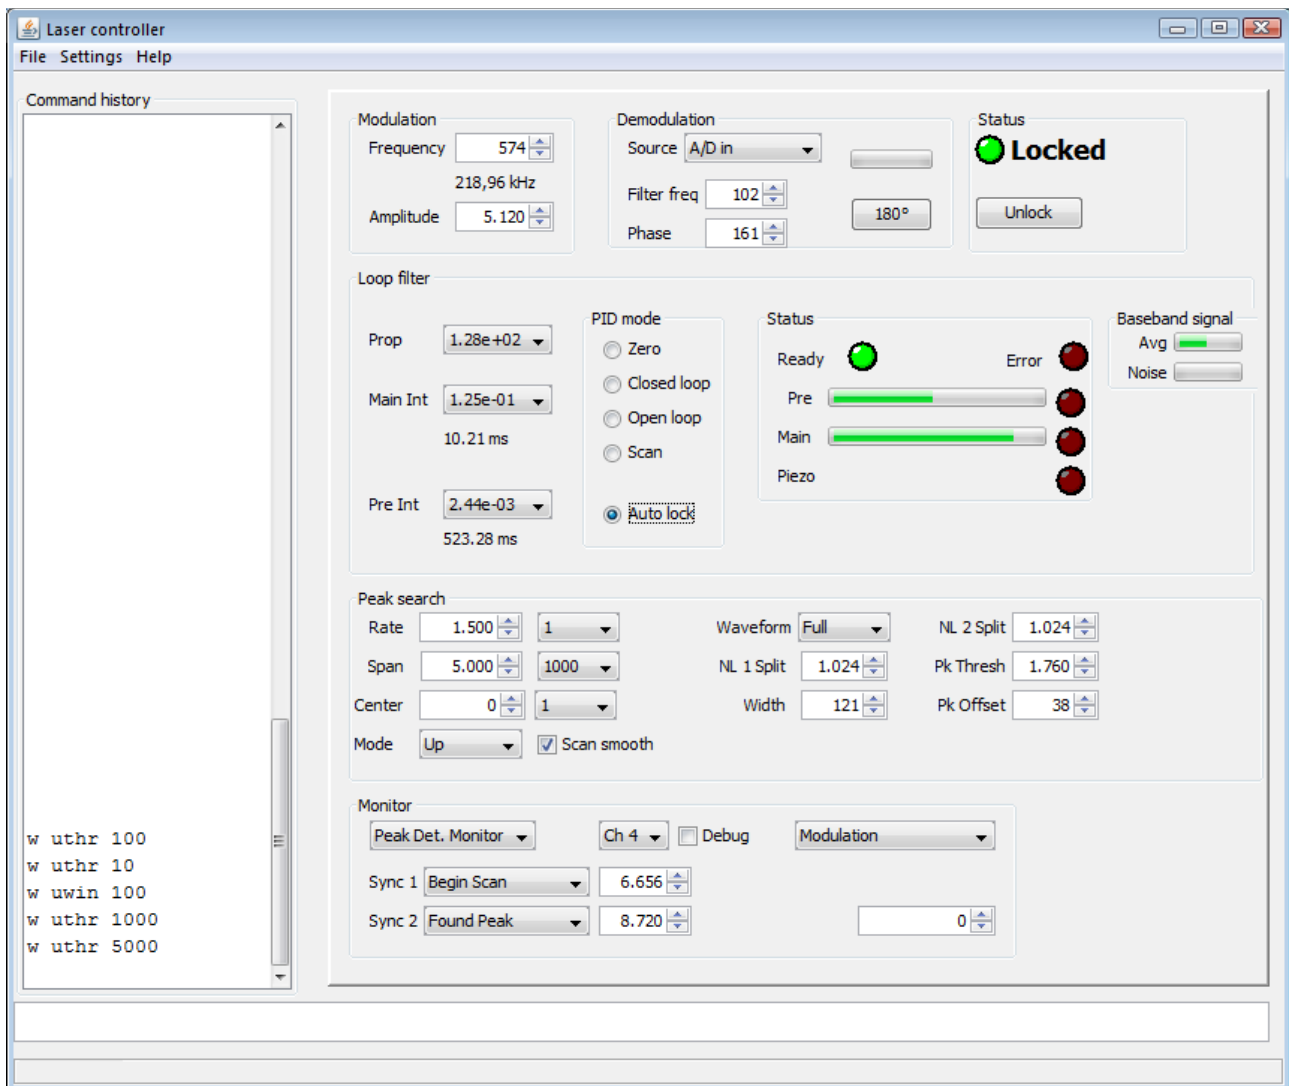 Laser controller
File Settings Help
Command history
w uthr 100
w uthr 10
w uwin 100
w uthr 1000
w uthr 5000
Modulation
Frequency 574
218,96 kHz
Amplitude 5.120
Demodulation
Source A/D in
Filter freq 102
180°
Phase 161
Status
Locked
Unlock
Loop filter
Prop 1.28e+02
Main Int 1.25e-01
10.21 ms
Pre Int 2.44e-03
523.28 ms
PID mode
Zero
Closed loop
Open loop
Scan
Auto lock
Status
Ready Error
Pre
Main
Piezo
Baseband signal
Avg
Noise
Peak search
Rate 1.500 1 Waveform Full NL 2 Split 1.024
Span 5.000 1000 NL 1 Split 1.024 Pk Thresh 1.760
Center 0 1 Width 121 Pk Offset 38
Mode Up Scan smooth
Monitor
Peak Det. Monitor Ch 4 Debug Modulation
Sync 1 Begin Scan 6.656
Sync 2 Found Peak 8.720 0